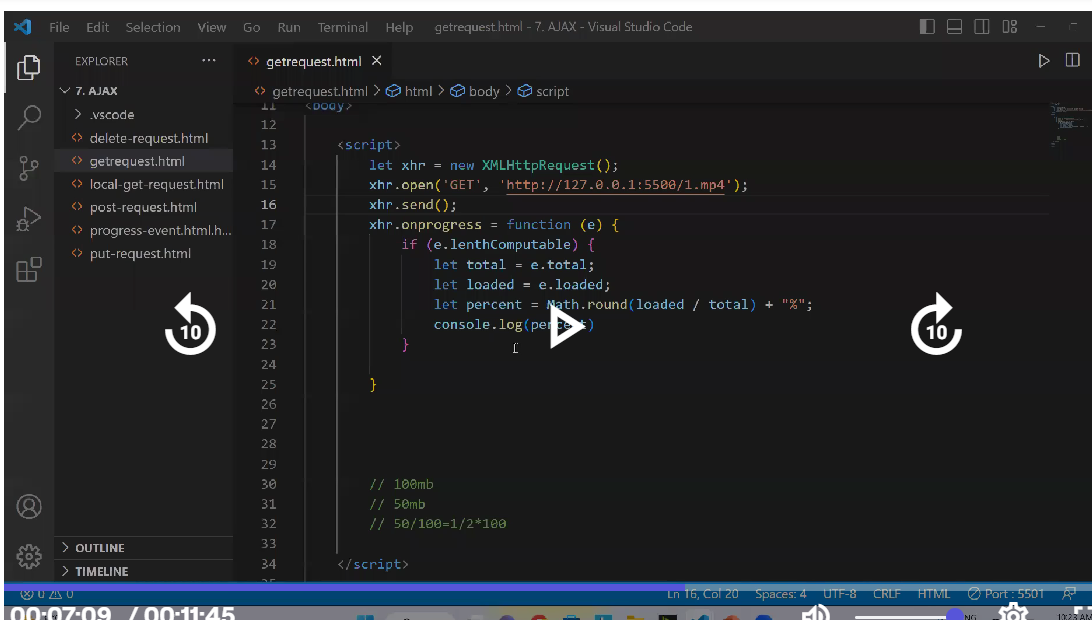 File Edit Selection View Go Run Terminal Help getrequest.html - 7. AJAX - Visual Studio Code
EXPLORER ...
getrequest.html
7. AJAX
getrequest.html > html > body > script
.vscode
delete-request.html
getrequest.html
local-get-request.html
post-request.html
progress-event.html.h...
put-request.html
11 <body>
12
13 <script>
14 let xhr = new XMLHttpRequest();
15 xhr.open('GET', 'http://127.0.0.1:5500/1.mp4');
16 xhr.send();
17 xhr.onprogress = function (e) {
18 if (e.lenthComputable) {
19 let total = e.total;
20 let loaded = e.loaded;
21 let percent = Math.round(loaded / total) + "%";
22 console.log(percent)
23 }
24
25 }
26
27
28
29
30 // 100mb
31 // 50mb
32 // 50/100=1/2*100
33
34 </script>
10
10
OUTLINE
TIMELINE
0 0 Ln 16, Col 20 Spaces: 4 UTF-8 CRLF HTML Port : 5501
00:07:09 / 00:11:45